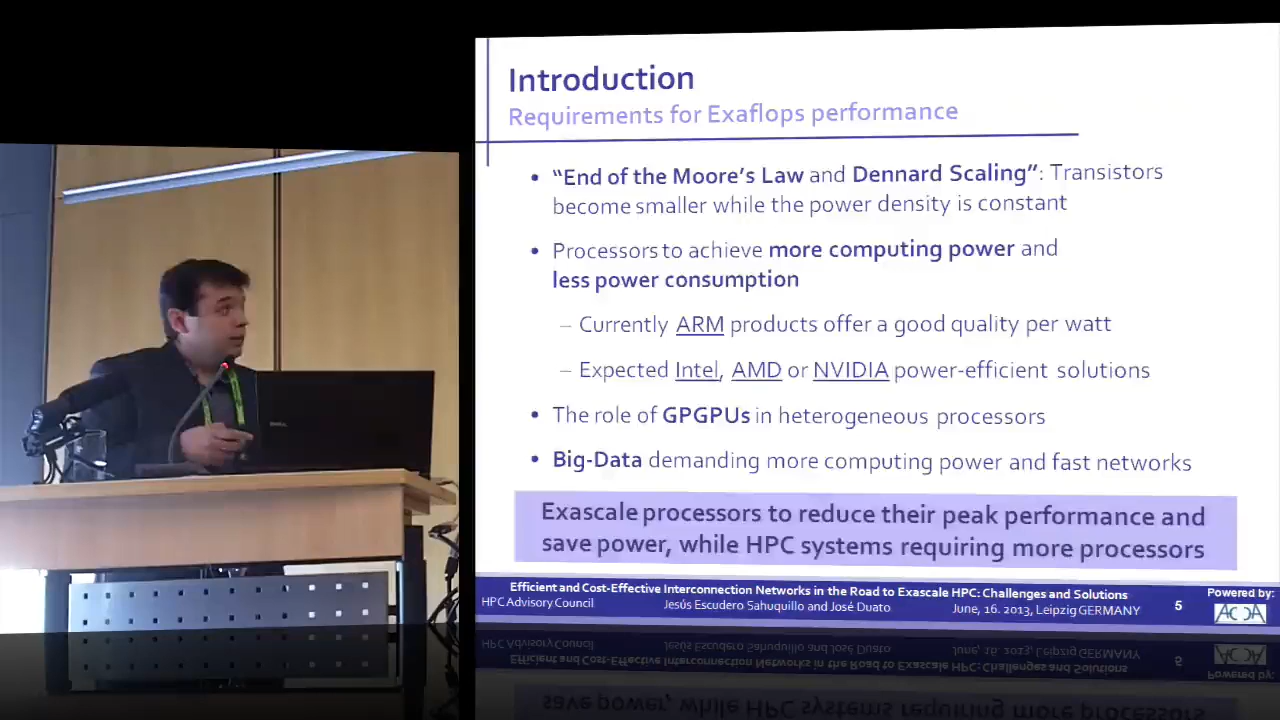 Introduction
Requirements for Exaflops performance
• “End of the Moore’s Law and Dennard Scaling”: Transistors
become smaller while the power density is constant
• Processors to achieve more computing power and
less power consumption
– Currently ARM products offer a good quality per watt
– Expected Intel, AMD or NVIDIA power-efficient solutions
• The role of GPGPUs in heterogeneous processors
• Big-Data demanding more computing power and fast networks
Exascale processors to reduce their peak performance and
save power, while HPC systems requiring more processors
Efficient and Cost-Effective Interconnection Networks in the Road to Exascale HPC: Challenges and Solutions
HPC Advisory Council Jesús Escudero Sahuquillo and José Duato June, 16. 2013, Leipzig GERMANY 5
Powered by:
DELL